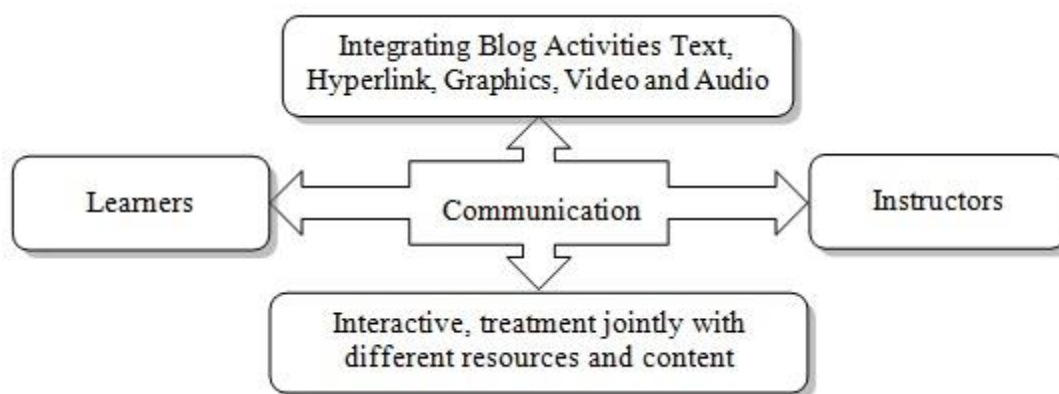 Integrating Blog Activities Text,
Hyperlink, Graphics, Video and Audio
Learners
Communication
Instructors
Interactive, treatment jointly with
different resources and content